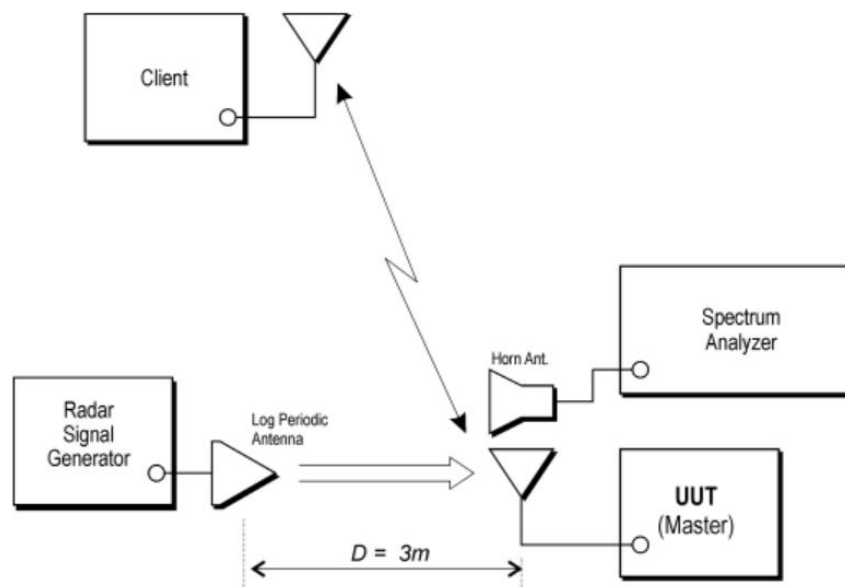 Client
Spectrum
Analyzer
Horn Ant.
Radar
Signal
Generator
Log Periodic
Antenna
UUT
(Master)
D = 3m